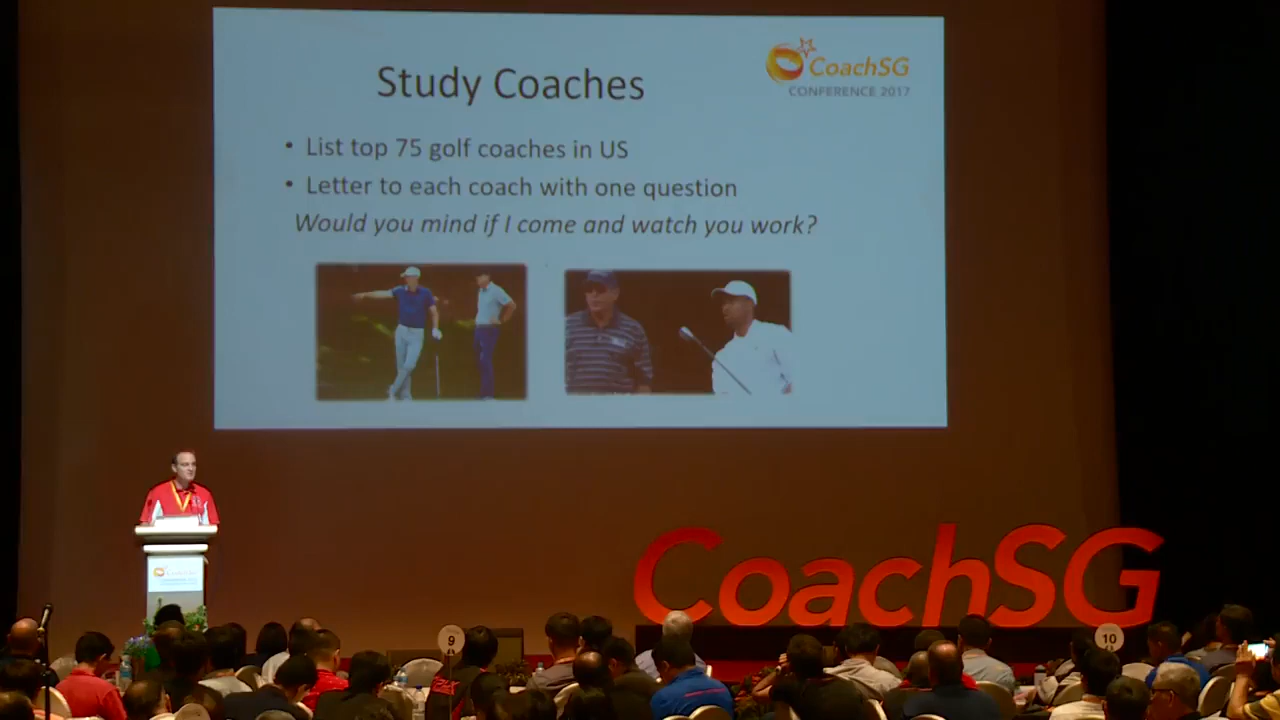 Study Coaches
CoachSG
CONFERENCE 2017
• List top 75 golf coaches in US
• Letter to each coach with one question
Would you mind if I come and watch you work?
CoachSG
9
10